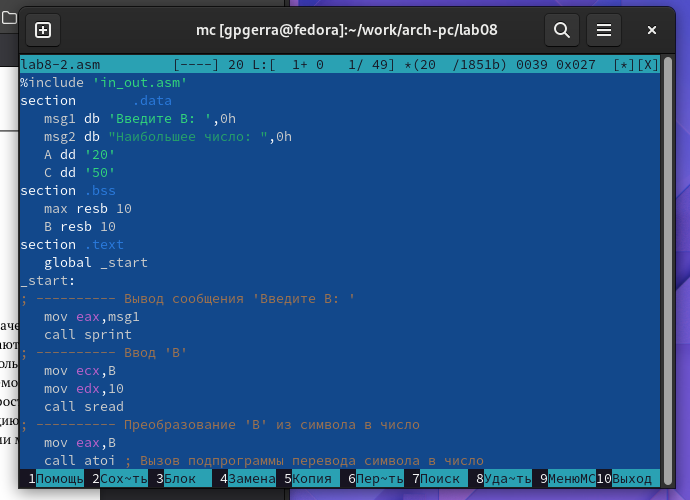 mc [gpgerra@fedora]:~/work/arch-pc/lab08
lab8-2.asm [----] 20 L:[ 1+ 0 1/ 49] *(20 /1851b) 0039 0x027 [*][X]
%include 'in_out.asm'
section .data
msg1 db 'Введите B: ',0h
msg2 db "Наибольшее число: ",0h
A dd '20'
C dd '50'
section .bss
max resb 10
B resb 10
section .text
global _start
_start:
; ---------- Вывод сообщения 'Введите B: '
mov eax,msg1
call sprint
; ---------- Ввод 'B'
mov ecx,B
mov edx,10
call sread
; ---------- Преобразование 'B' из символа в число
mov eax,B
call atoi ; Вызов подпрограммы перевода символа в число
1Помощь 2Сох~ть 3Блок 4Замена 5Копия 6Пер~ть 7Поиск 8Уда~ть 9МенюMC 10Выход